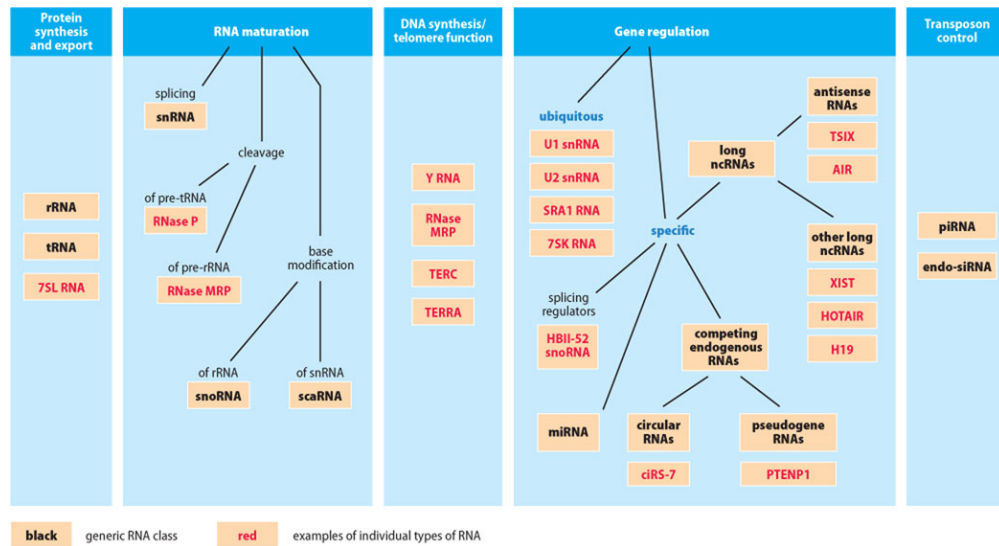 Protein
synthesis
and export
rRNA
tRNA
7SL RNA
RNA maturation
splicing
snRNA
cleavage
of pre-tRNA
RNase P
of pre-rRNA
RNase MRP
base
modification
of rRNA
snoRNA
of snRNA
scaRNA
DNA synthesis/
telomere function
Y RNA
RNase
MRP
TERC
TERRA
Gene regulation
ubiquitous
U1 snRNA
U2 snRNA
SRA1 RNA
7SK RNA
specific
splicing
regulators
HBII-52
snoRNA
miRNA
competing
endogenous
RNAs
circular
RNAs
ciRS-7
pseudogene
RNAs
PTENP1
long
ncRNAs
antisense
RNAs
TSIX
AIR
other long
ncRNAs
XIST
HOTAIR
H19
Transposon
control
piRNA
endo-siRNA
black generic RNA class
red examples of individual types of RNA